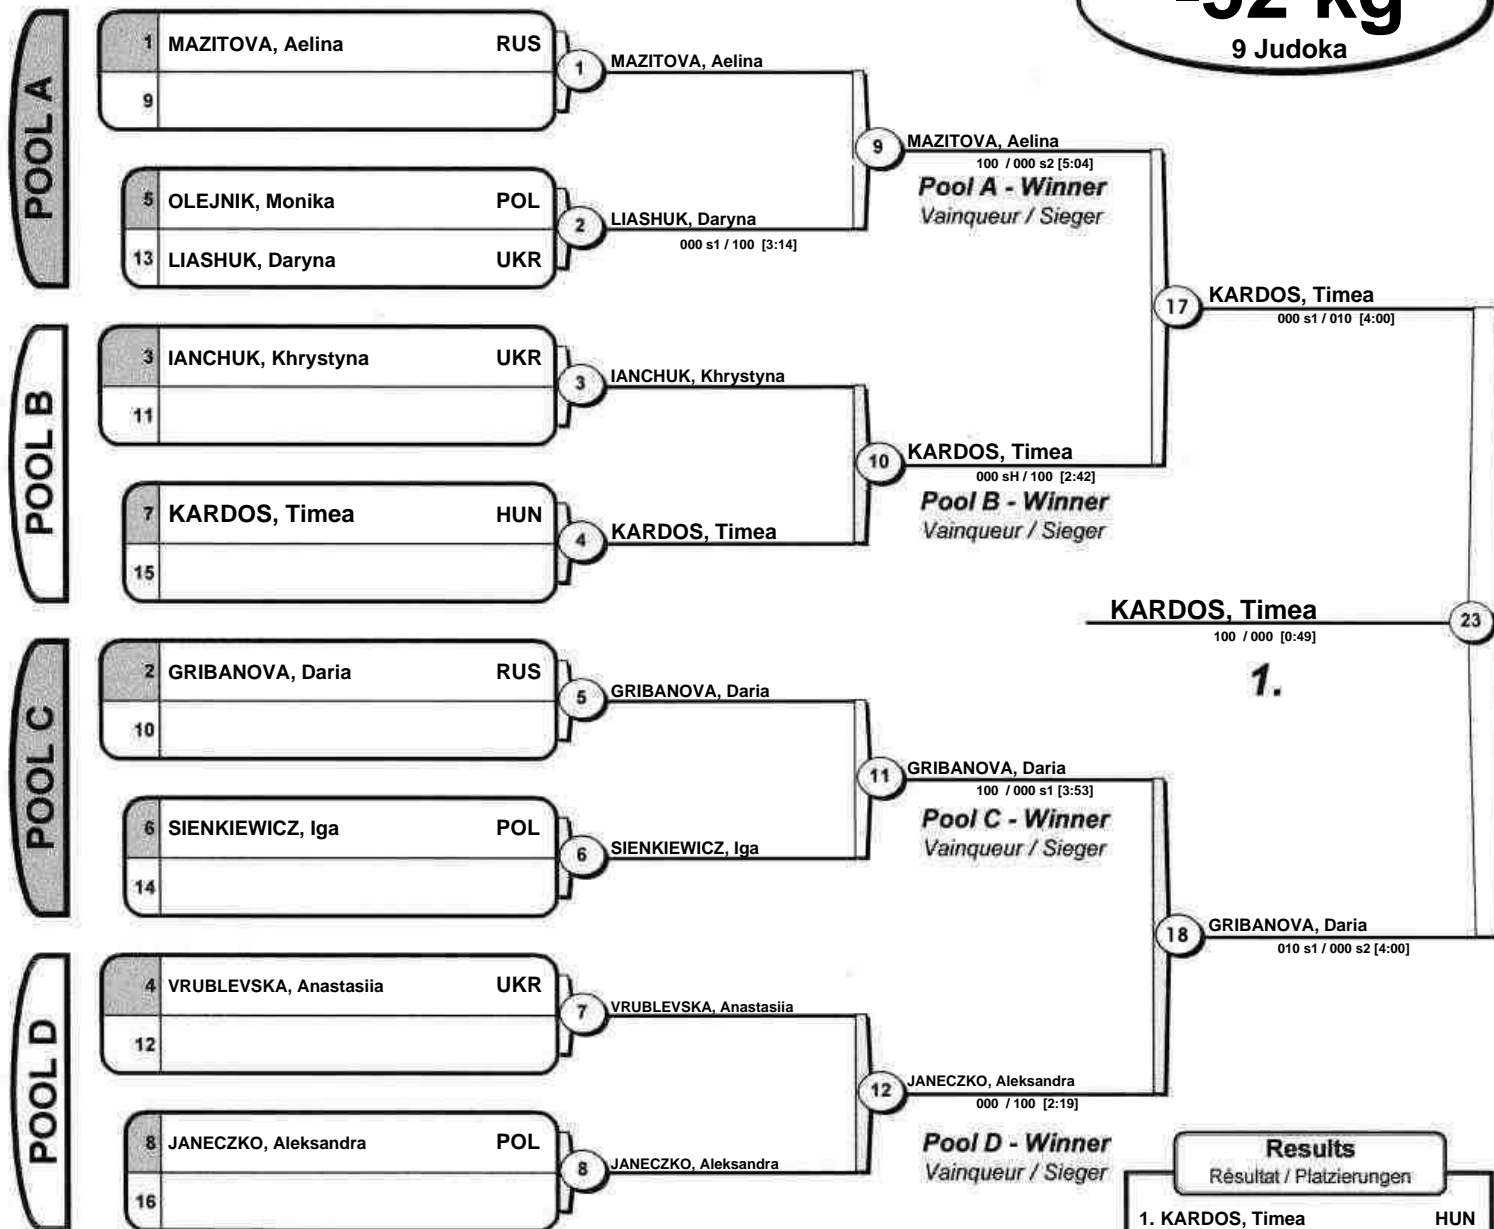 -52 kg
9 Judoka
POOL A
1 MAZITOVA, Aelina RUS
9
1 MAZITOVA, Aelina
5 OLEJNIK, Monika POL
13 LIASHUK, Daryna UKR
2 LIASHUK, Daryna
000 s1 / 100 [3:14]
9 MAZITOVA, Aelina
100 / 000 s2 [5:04]
Pool A - Winner
Vainqueur / Sieger
POOL B
3 IANCHUK, Khrystyna UKR
11
3 IANCHUK, Khrystyna
7 KARDOS, Timea HUN
15
4 KARDOS, Timea
10 KARDOS, Timea
000 sH / 100 [2:42]
Pool B - Winner
Vainqueur / Sieger
17 KARDOS, Timea
000 s1 / 010 [4:00]
KARDOS, Timea 23
100 / 000 [0:49]
1.
POOL C
2 GRIBANOVA, Daria RUS
10
5 GRIBANOVA, Daria
6 SIENKIEWICZ, Iga POL
14
6 SIENKIEWICZ, Iga
11 GRIBANOVA, Daria
100 / 000 s1 [3:53]
Pool C - Winner
Vainqueur / Sieger
18 GRIBANOVA, Daria
010 s1 / 000 s2 [4:00]
POOL D
4 VRUBLEVSKA, Anastasiia UKR
12
7 VRUBLEVSKA, Anastasiia
8 JANECZKO, Aleksandra POL
16
8 JANECZKO, Aleksandra
12 JANECZKO, Aleksandra
000 / 100 [2:19]
Pool D - Winner
Vainqueur / Sieger
Results
Résultat / Platzierungen
1. KARDOS, Timea HUN